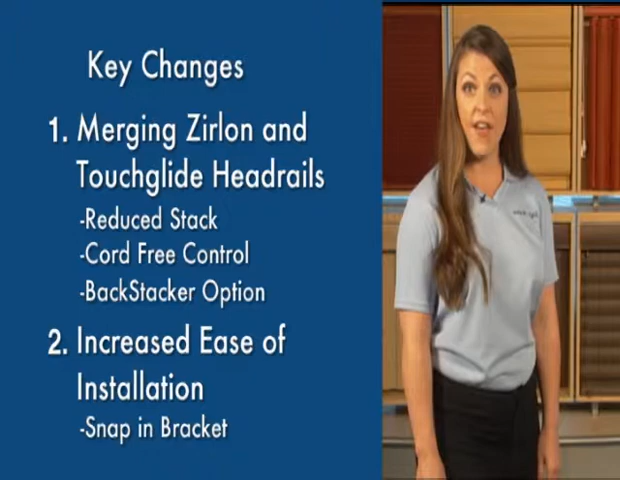 Key Changes
1. Merging Zirlon and
Touchglide Headrails
-Reduced Stack
-Cord Free Control
-BackStacker Option
2. Increased Ease of
Installation
-Snap in Bracket